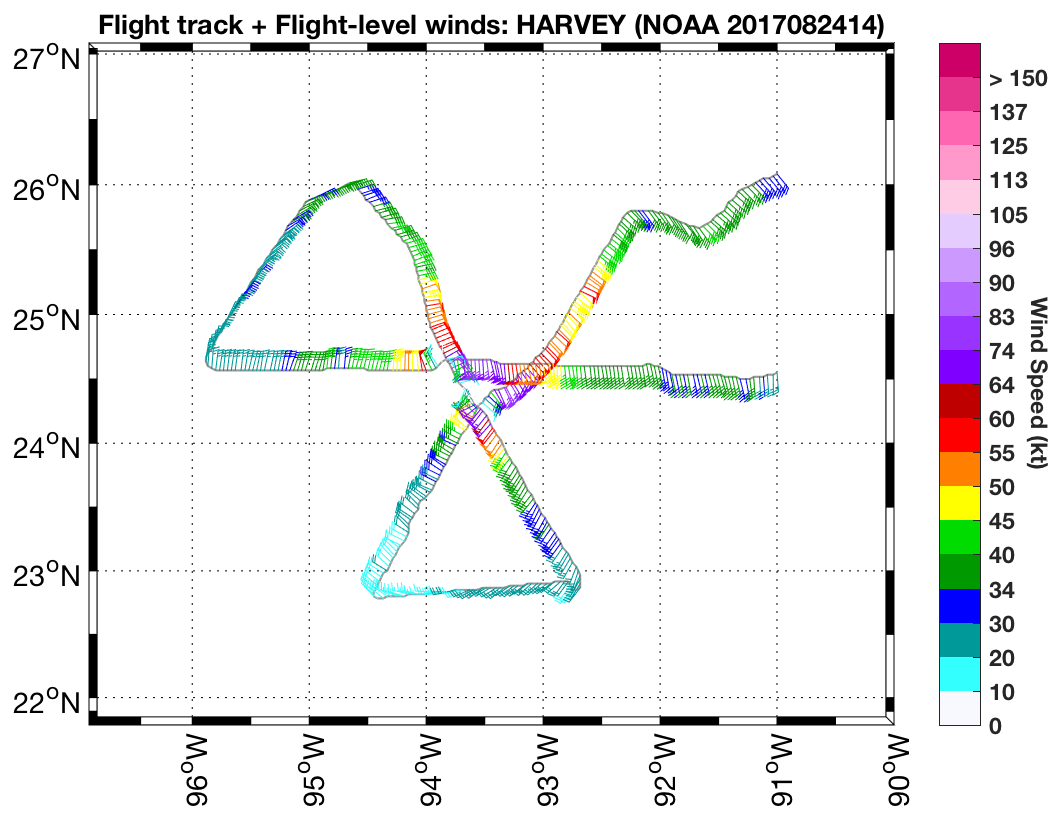 Flight track + Flight-level winds: HARVEY (NOAA 2017082414)
27°N
26°N
25°N
24°N
23°N
22°N
96°W
95°W
94°W
93°W
92°W
91°W
90°W
> 150
137
125
113
105
96
90
83
74
64
60
55
50
45
40
34
30
20
10
0
Wind Speed (kt)